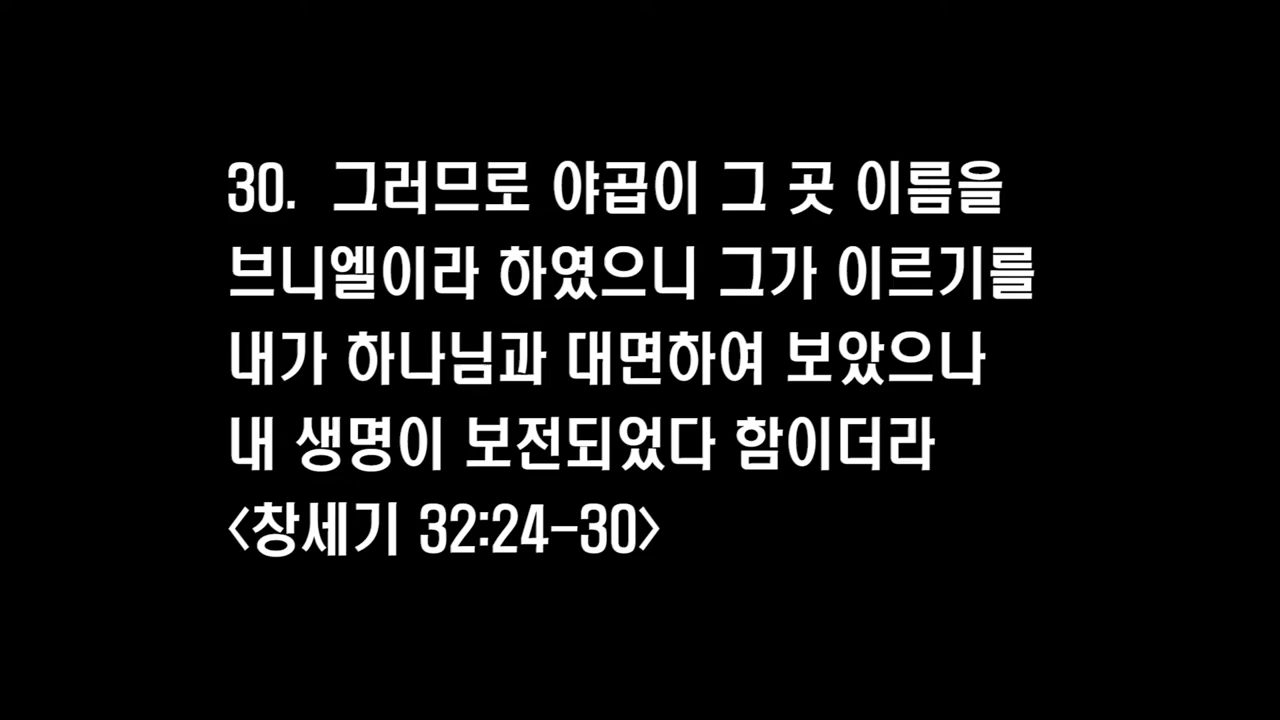 30. 그러므로 야곱이 그 곳 이름을
브니엘이라 하였으니 그가 이르기를
내가 하나님과 대면하여 보았으나
내 생명이 보전되었다 함이더라
<창세기 32:24-30>